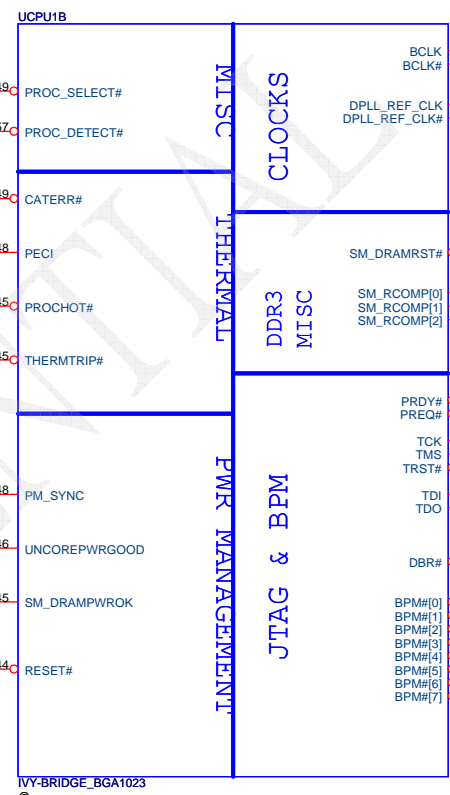 UCPU1B
PROC_SELECT#
PROC_DETECT#
MISC
CATERR#
PECI
PROCHOT#
THERMTRIP#
THERMAL
PM_SYNC
UNCOREPWRGOOD
SM_DRAMPWROK
RESET#
PWR MANAGEMENT
CLOCKS
BCLK
BCLK#
DPLL_REF_CLK
DPLL_REF_CLK#
DDR3
MISC
SM_DRAMRST#
SM_RCOMP[0]
SM_RCOMP[1]
SM_RCOMP[2]
JTAG & BPM
PRDY#
PREQ#
TCK
TMS
TRST#
TDI
TDO
DBR#
BPM#[0]
BPM#[1]
BPM#[2]
BPM#[3]
BPM#[4]
BPM#[5]
BPM#[6]
BPM#[7]
IVY-BRIDGE_BGA1023